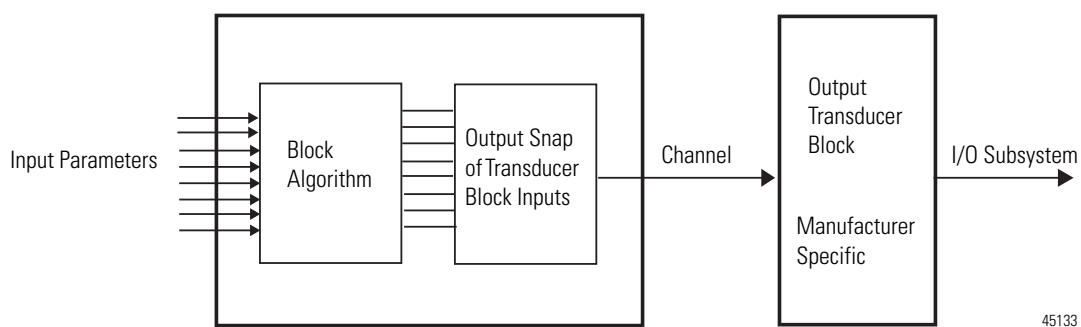 Input Parameters
Block
Algorithm
Output Snap
of Transducer
Block Inputs
Channel
Output
Transducer
Block
Manufacturer
Specific
I/O Subsystem
45133